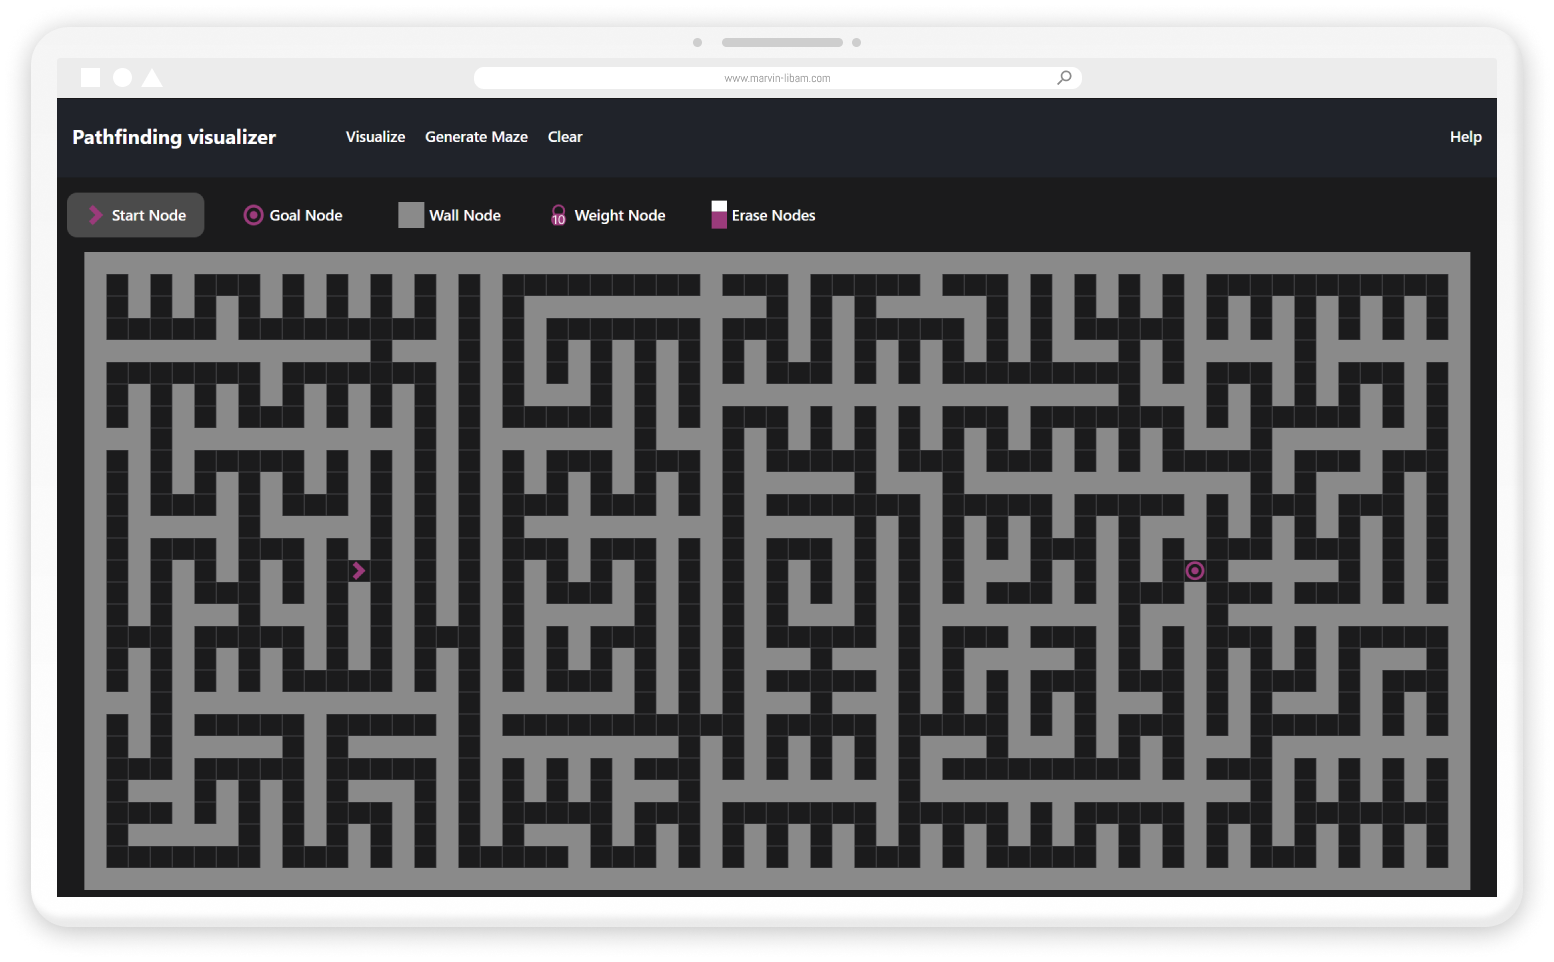 www.marvin-libam.com
Pathfinding visualizer Visualize Generate Maze Clear Help
Start Node Goal Node Wall Node 10 Weight Node Erase Nodes